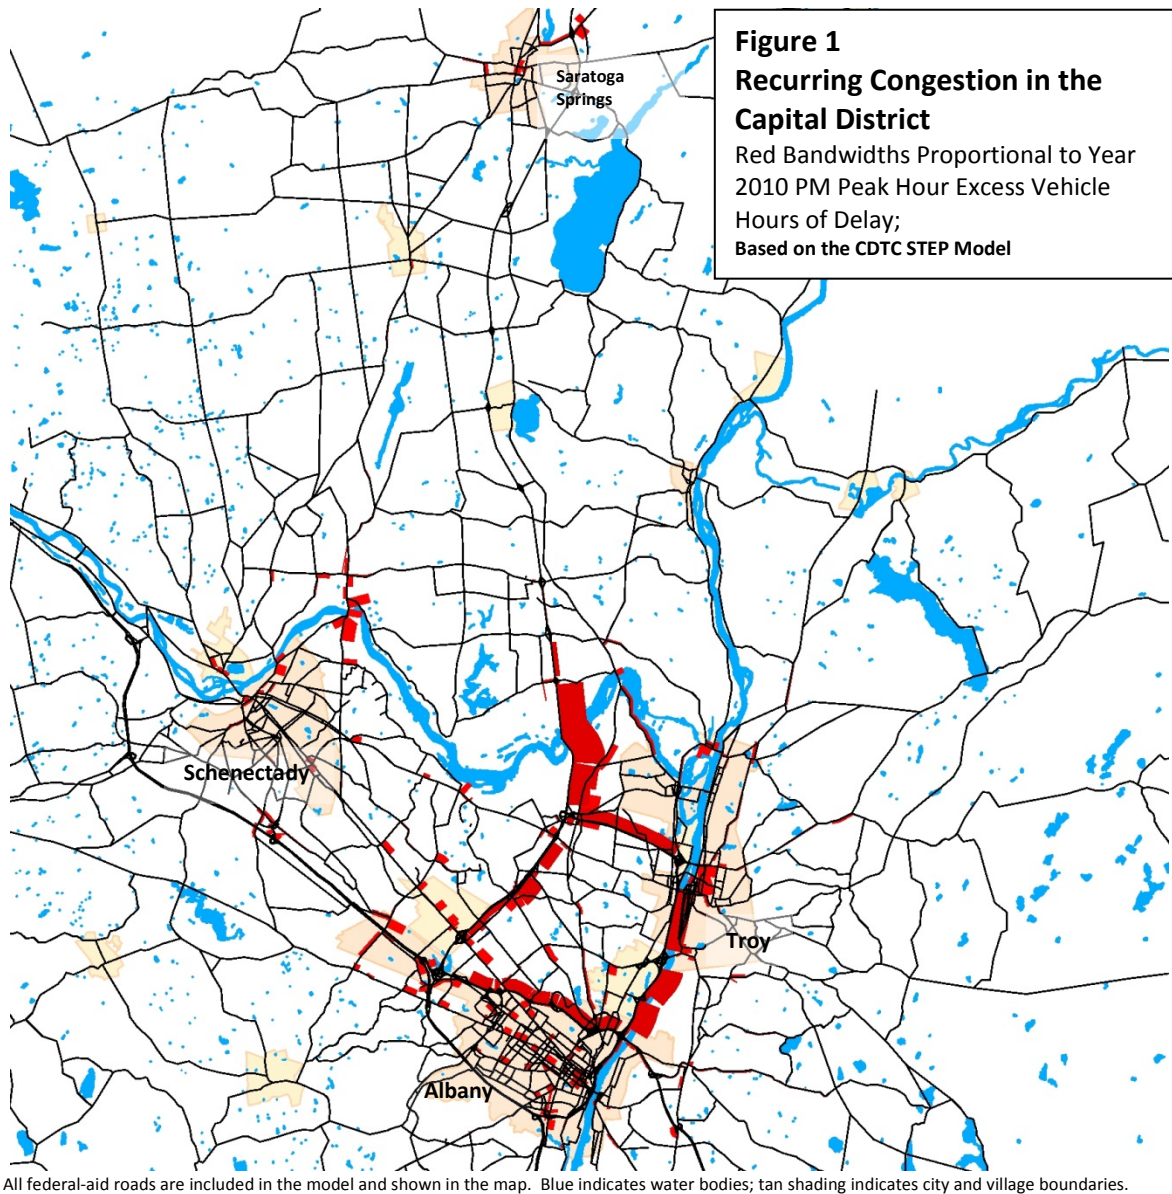 Figure 1
Recurring Congestion in the
Capital District
Red Bandwidths Proportional to Year
2010 PM Peak Hour Excess Vehicle
Hours of Delay;
Based on the CDTC STEP Model
Saratoga
Springs
Schenectady
Troy
Albany
All federal-aid roads are included in the model and shown in the map.  Blue indicates water bodies; tan shading indicates city and village boundaries.